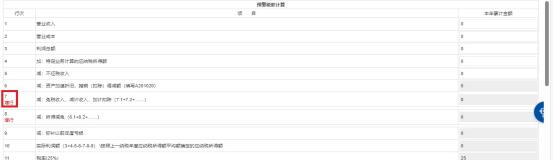 预缴税款计算
行次 项 目 本年累计金额
1 营业收入 0
2 营业成本 0
3 利润总额 0
4 加：特定业务计算的应纳税所得额 0
5 减：不征税收入 0
6 减：资产加速折旧、摊销（扣除）调减额（填写A201020） 0
7 减：免税收入、减计收入、加计扣除（7.1+7.2+……） 0
增行
8 减：所得减免（8.1+8.2+……） 0
增行
9 减：弥补以前年度亏损 0
10 实际利润额（3+4-5-6-7-8-9）\按照上一纳税年度应纳税所得额平均额确定的应纳税所得额 0
11 税率(25%) 25